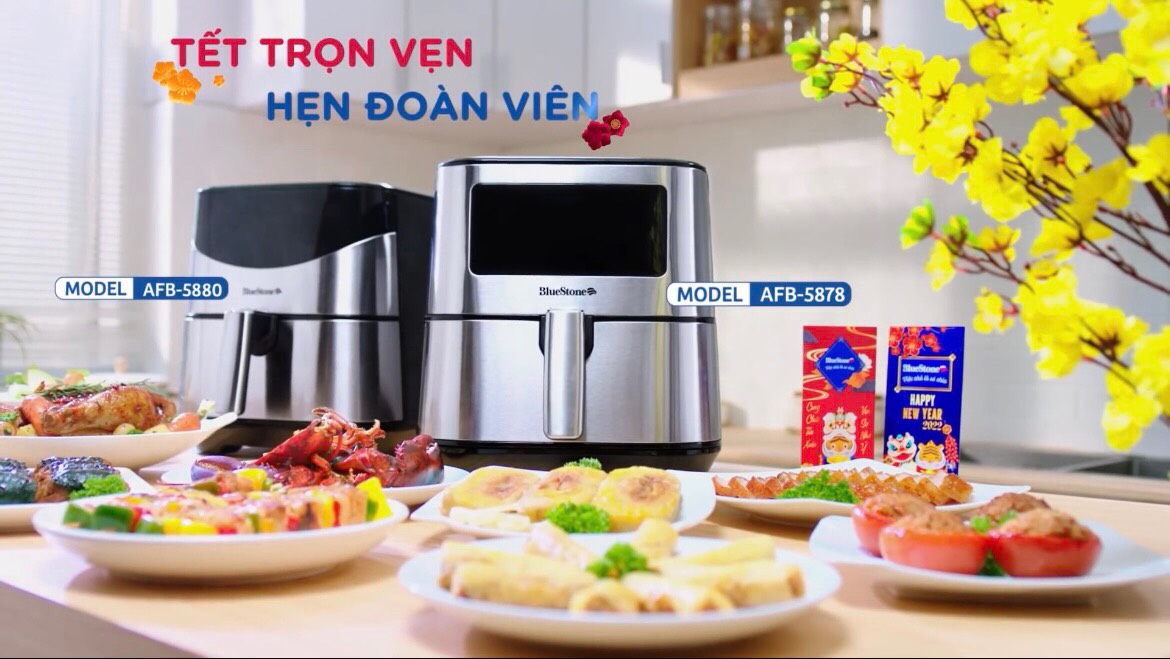 TẾT TRỌN VẸN
HẸN ĐOÀN VIÊN
MODEL AFB-5880
BlueStone
BlueStone
MODEL AFB-5878
BlueStone
BlueStone
HAPPY
NEW YEAR
2022